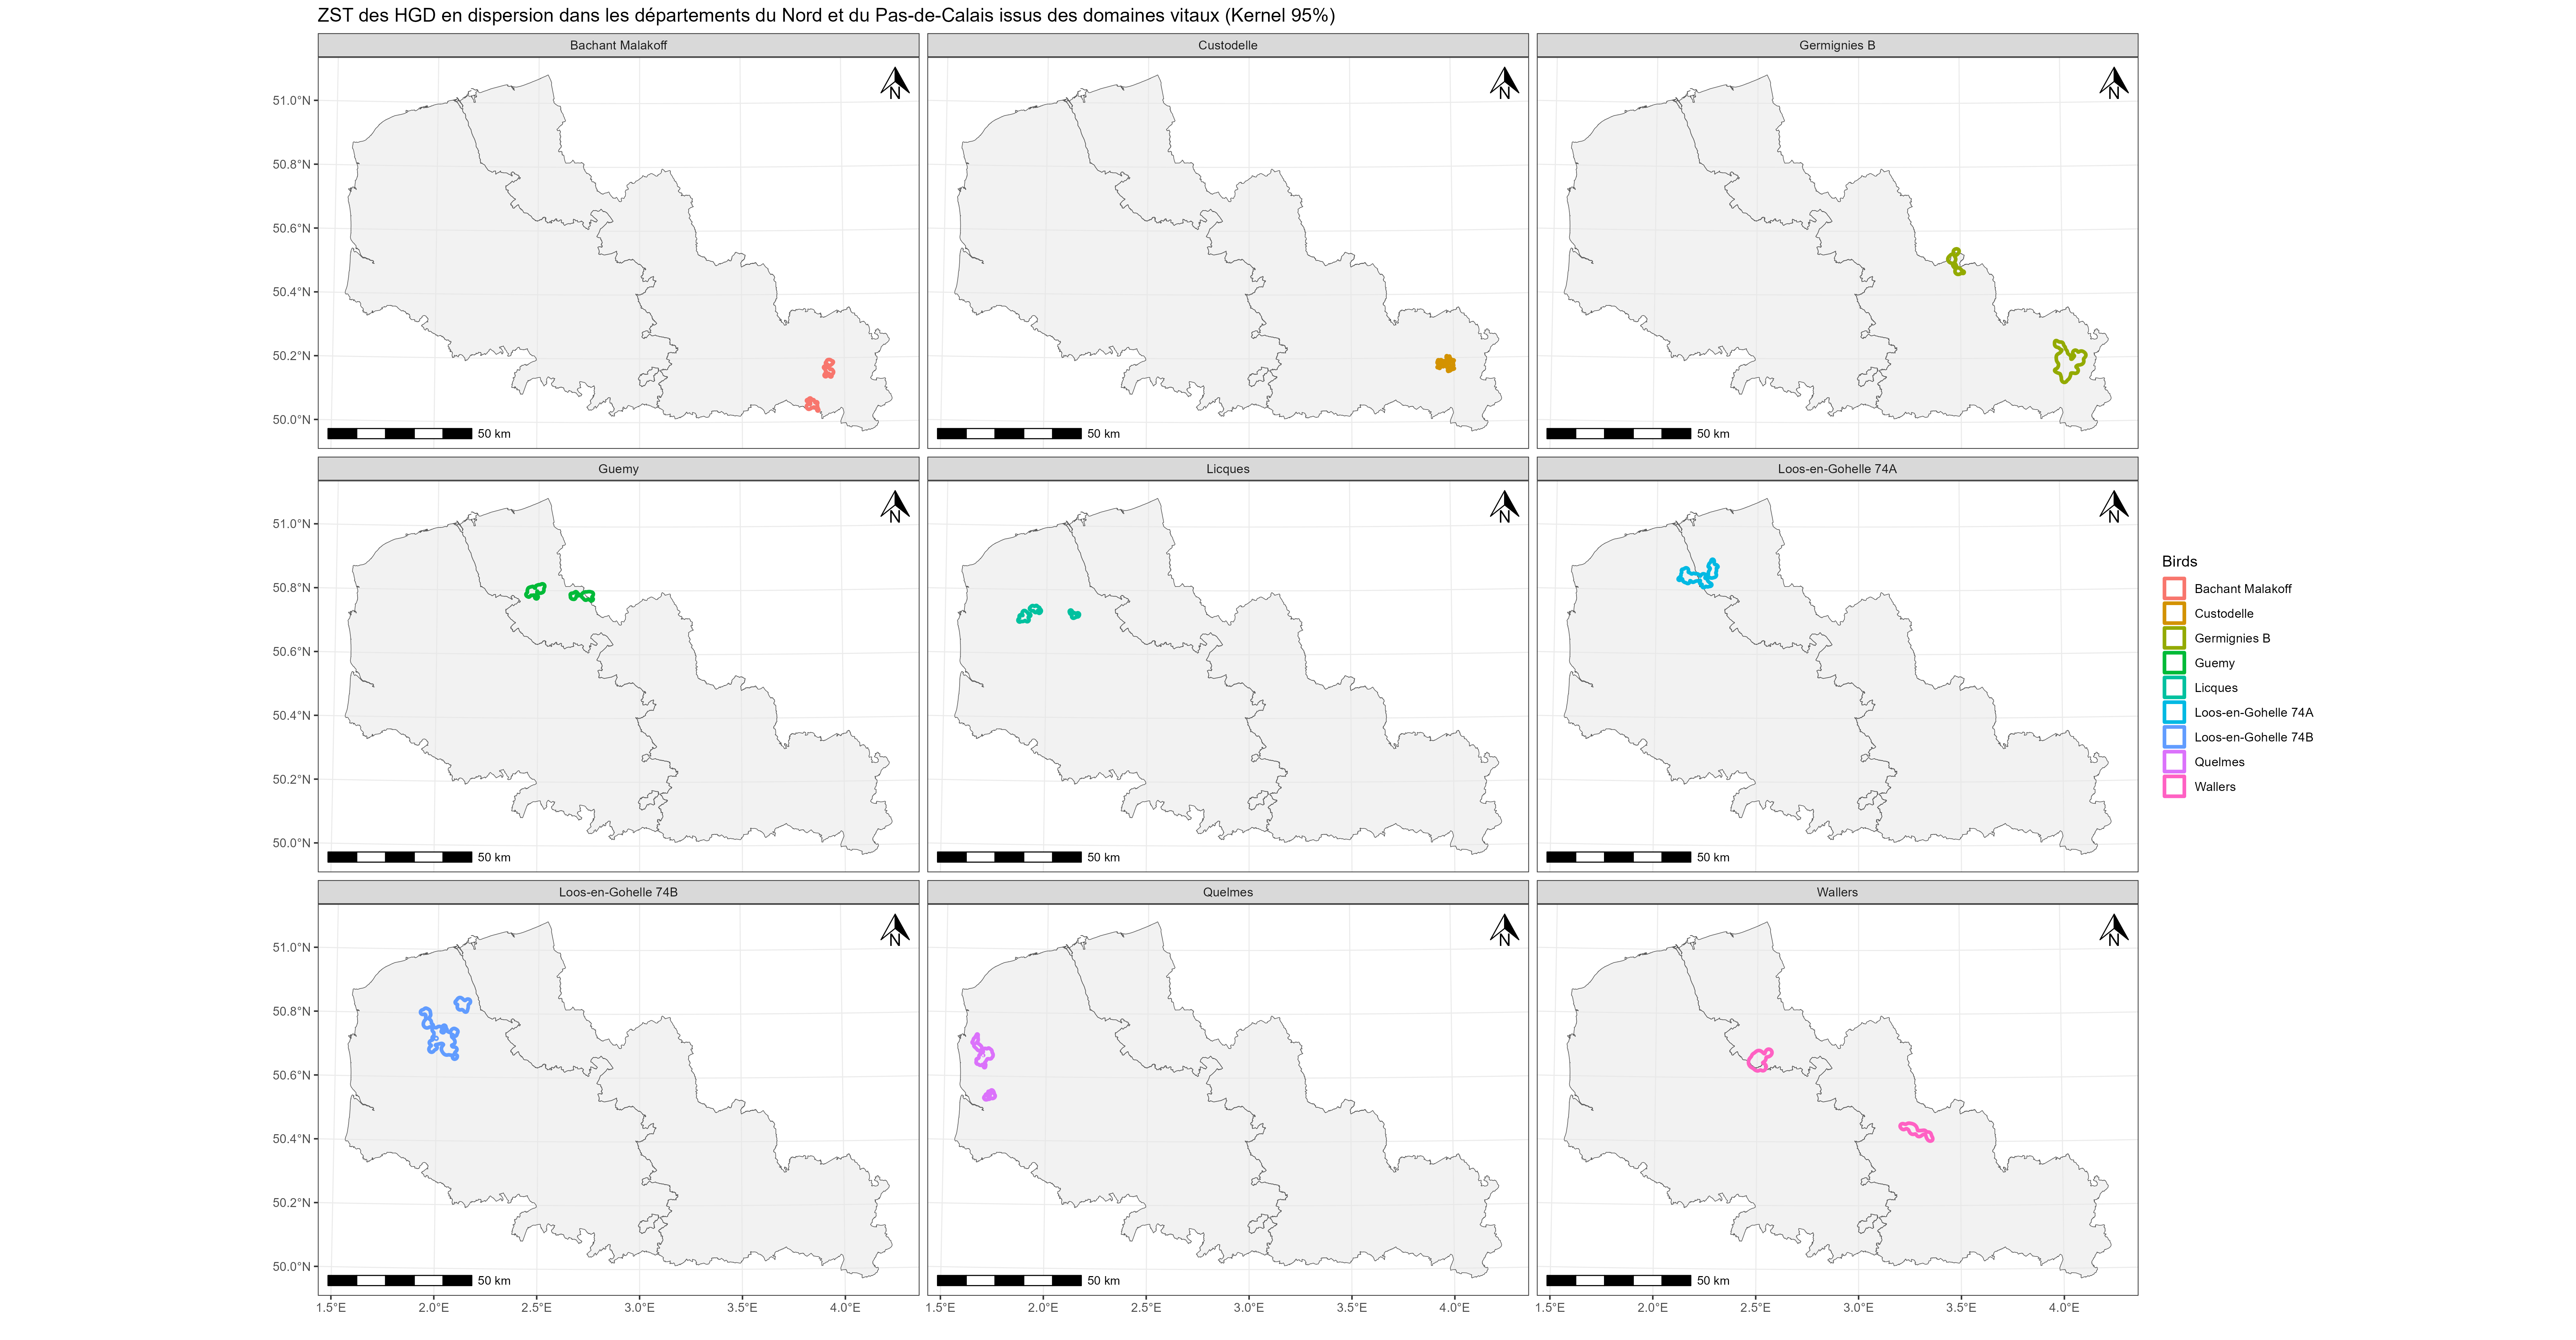 ZST des HGD en dispersion dans les départements du Nord et du Pas-de-Calais issus des domaines vitaux (Kernel 95%)
Bachant Malakoff
Custodelle
Germignies B
N
N
N
51.0°N
50.8°N
50.6°N
50.4°N
50.2°N
50.0°N
50 km
50 km
50 km
Guemy
Licques
Loos-en-Gohelle 74A
N
N
N
51.0°N
50.8°N
50.6°N
50.4°N
50.2°N
50.0°N
50 km
50 km
50 km
Loos-en-Gohelle 74B
Quelmes
Wallers
N
N
N
51.0°N
50.8°N
50.6°N
50.4°N
50.2°N
50.0°N
50 km
50 km
50 km
1.5°E 2.0°E 2.5°E 3.0°E 3.5°E 4.0°E
1.5°E 2.0°E 2.5°E 3.0°E 3.5°E 4.0°E
1.5°E 2.0°E 2.5°E 3.0°E 3.5°E 4.0°E
Birds
Bachant Malakoff
Custodelle
Germignies B
Guemy
Licques
Loos-en-Gohelle 74A
Loos-en-Gohelle 74B
Quelmes
Wallers